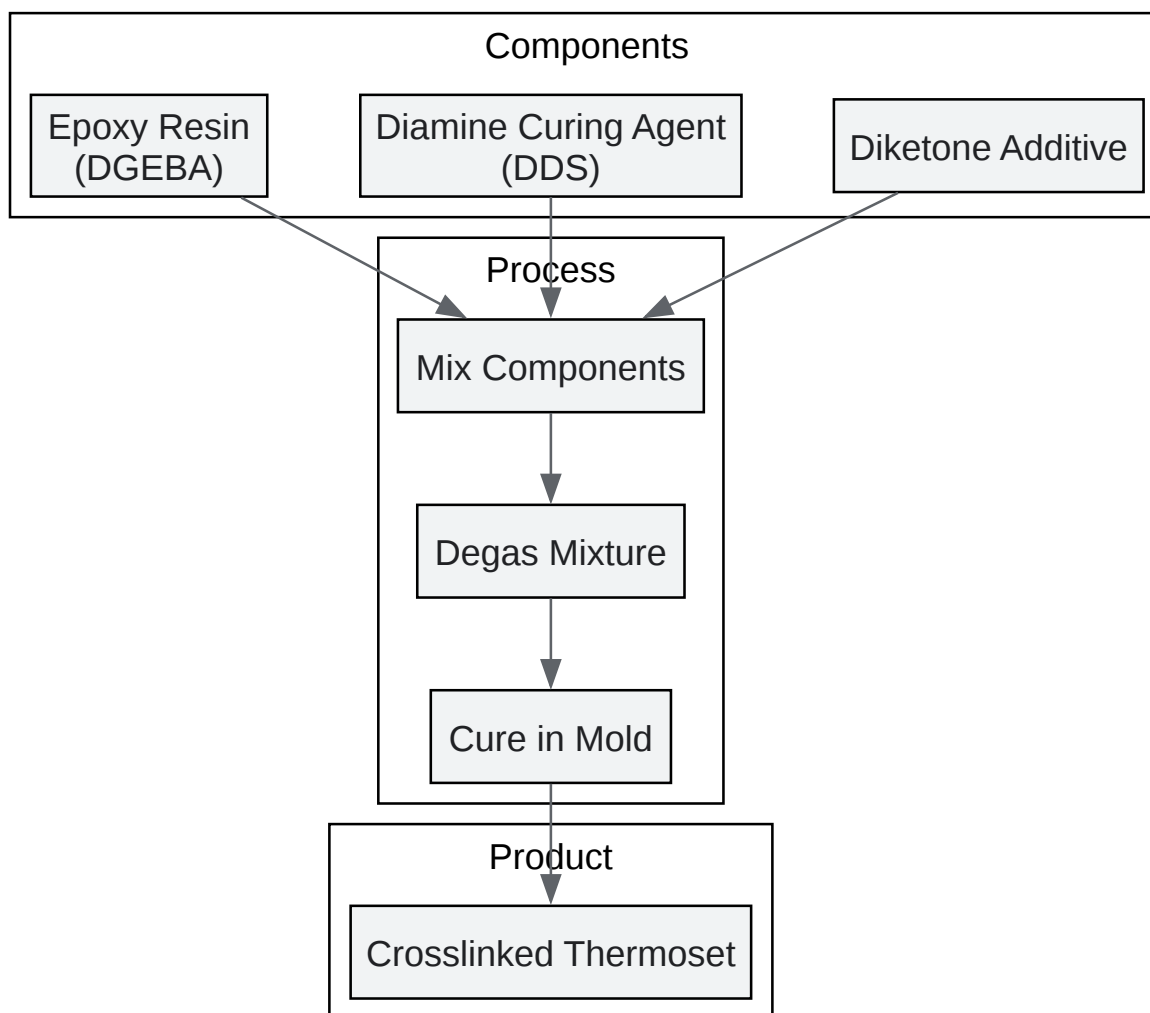 Components
Epoxy Resin
(DGEBA)
Diamine Curing Agent
(DDS)
Diketone Additive
Process
Mix Components
Degas Mixture
Cure in Mold
Product
Crosslinked Thermoset